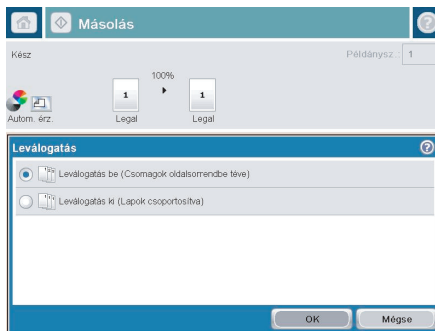 Másolás
Kész
Példánysz.: 1
100%
1 1
Autom. érz. Legal Legal
Leválogatás
Leválogatás be (Csomagok oldalsorrendbe téve)
Leválogatás ki (Lapok csoportosítva)
OK Mégse